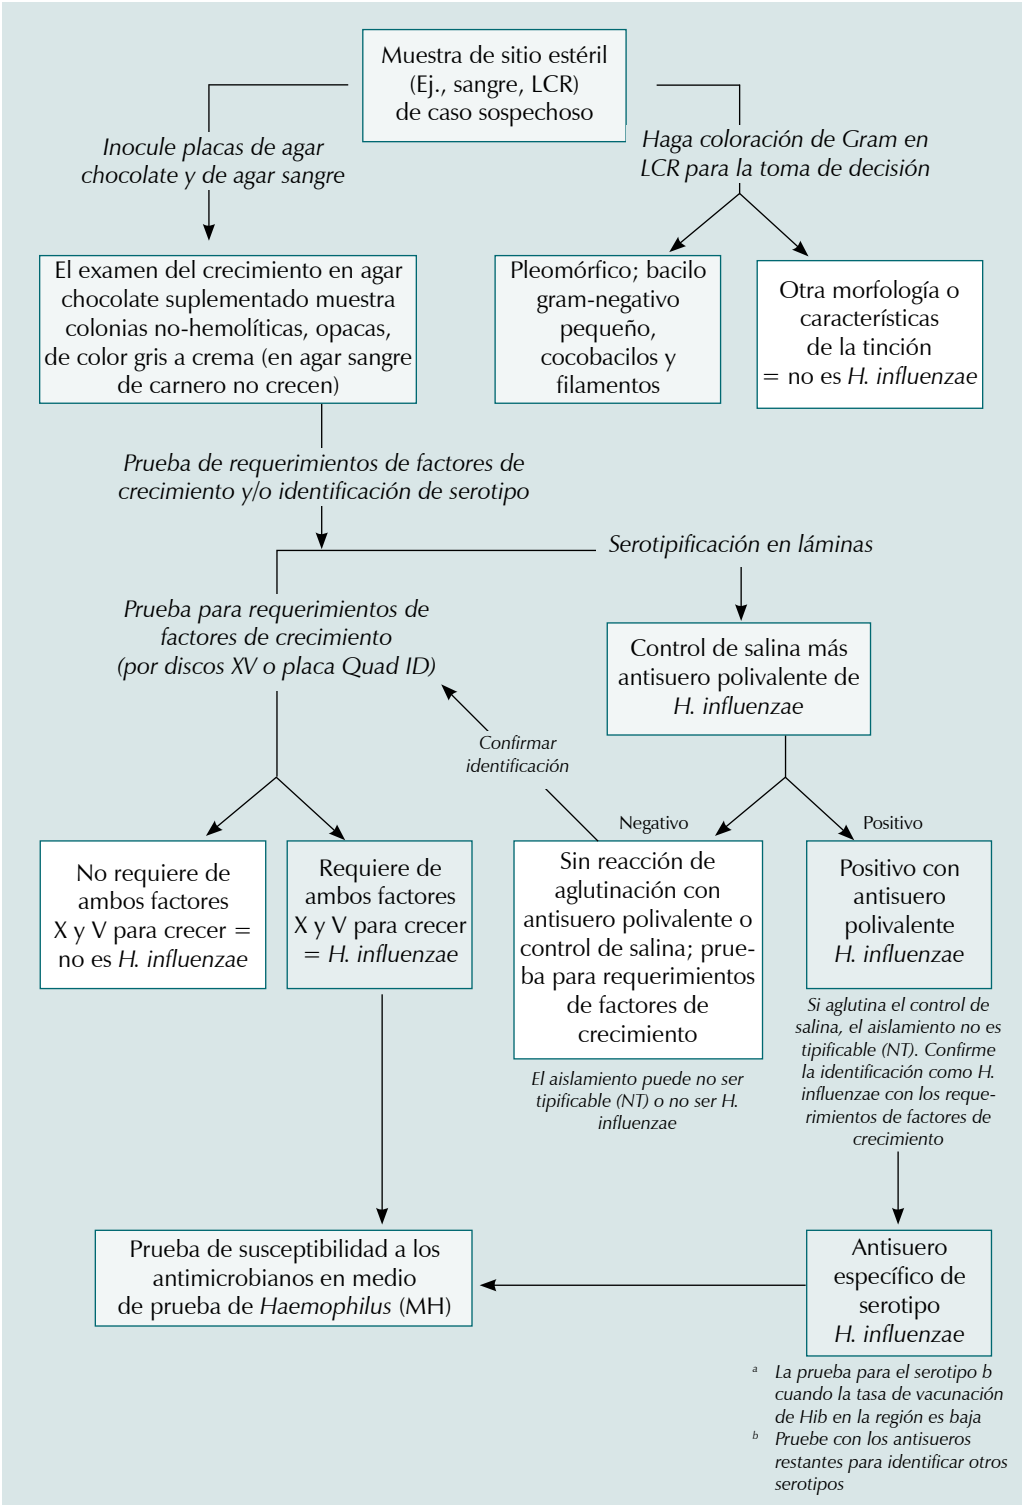 Muestra de sitio estéril
(Ej., sangre, LCR)
de caso sospechoso
Inocule placas de agar
chocolate y de agar sangre
Haga coloración de Gram en
LCR para la toma de decisión
El examen del crecimiento en agar
chocolate suplementado muestra
colonias no-hemolíticas, opacas,
de color gris a crema (en agar sangre
de carnero no crecen)
Pleomórfico; bacilo
gram-negativo
pequeño,
cocobacilos y
filamentos
Otra morfología o
características
de la tinción
= no es H. influenzae
Prueba de requerimientos de factores de
crecimiento y/o identificación de serotipo
Serotipificación en láminas
Prueba para requerimientos de
factores de crecimiento
(por discos XV o placa Quad ID)
Control de salina más
antisuero polivalente de
H. influenzae
Confirmar
identificación
Negativo
Positivo
No requiere de
ambos factores
X y V para crecer =
no es H. influenzae
Requiere de
ambos factores
X y V para crecer
= H. influenzae
Sin reacción de
aglutinación con
antisuero polivalente o
control de salina; prue-
ba para requerimientos
de factores de
crecimiento
Positivo con
antisuero
polivalente
H. influenzae
El aislamiento puede no ser
tipificable (NT) o no ser H.
influenzae
Si aglutina el control de
salina, el aislamiento no es
tipificable (NT). Confirme
la identificación como H.
influenzae con los reque-
rimientos de factores de
crecimiento
Prueba de susceptibilidad a los
antimicrobianos en medio
de prueba de Haemophilus (MH)
Antisuero
específico de
serotipo
H. influenzae
a La prueba para el serotipo b
cuando la tasa de vacunación
de Hib en la región es baja
b Pruebe con los antisueros
restantes para identificar otros
serotipos